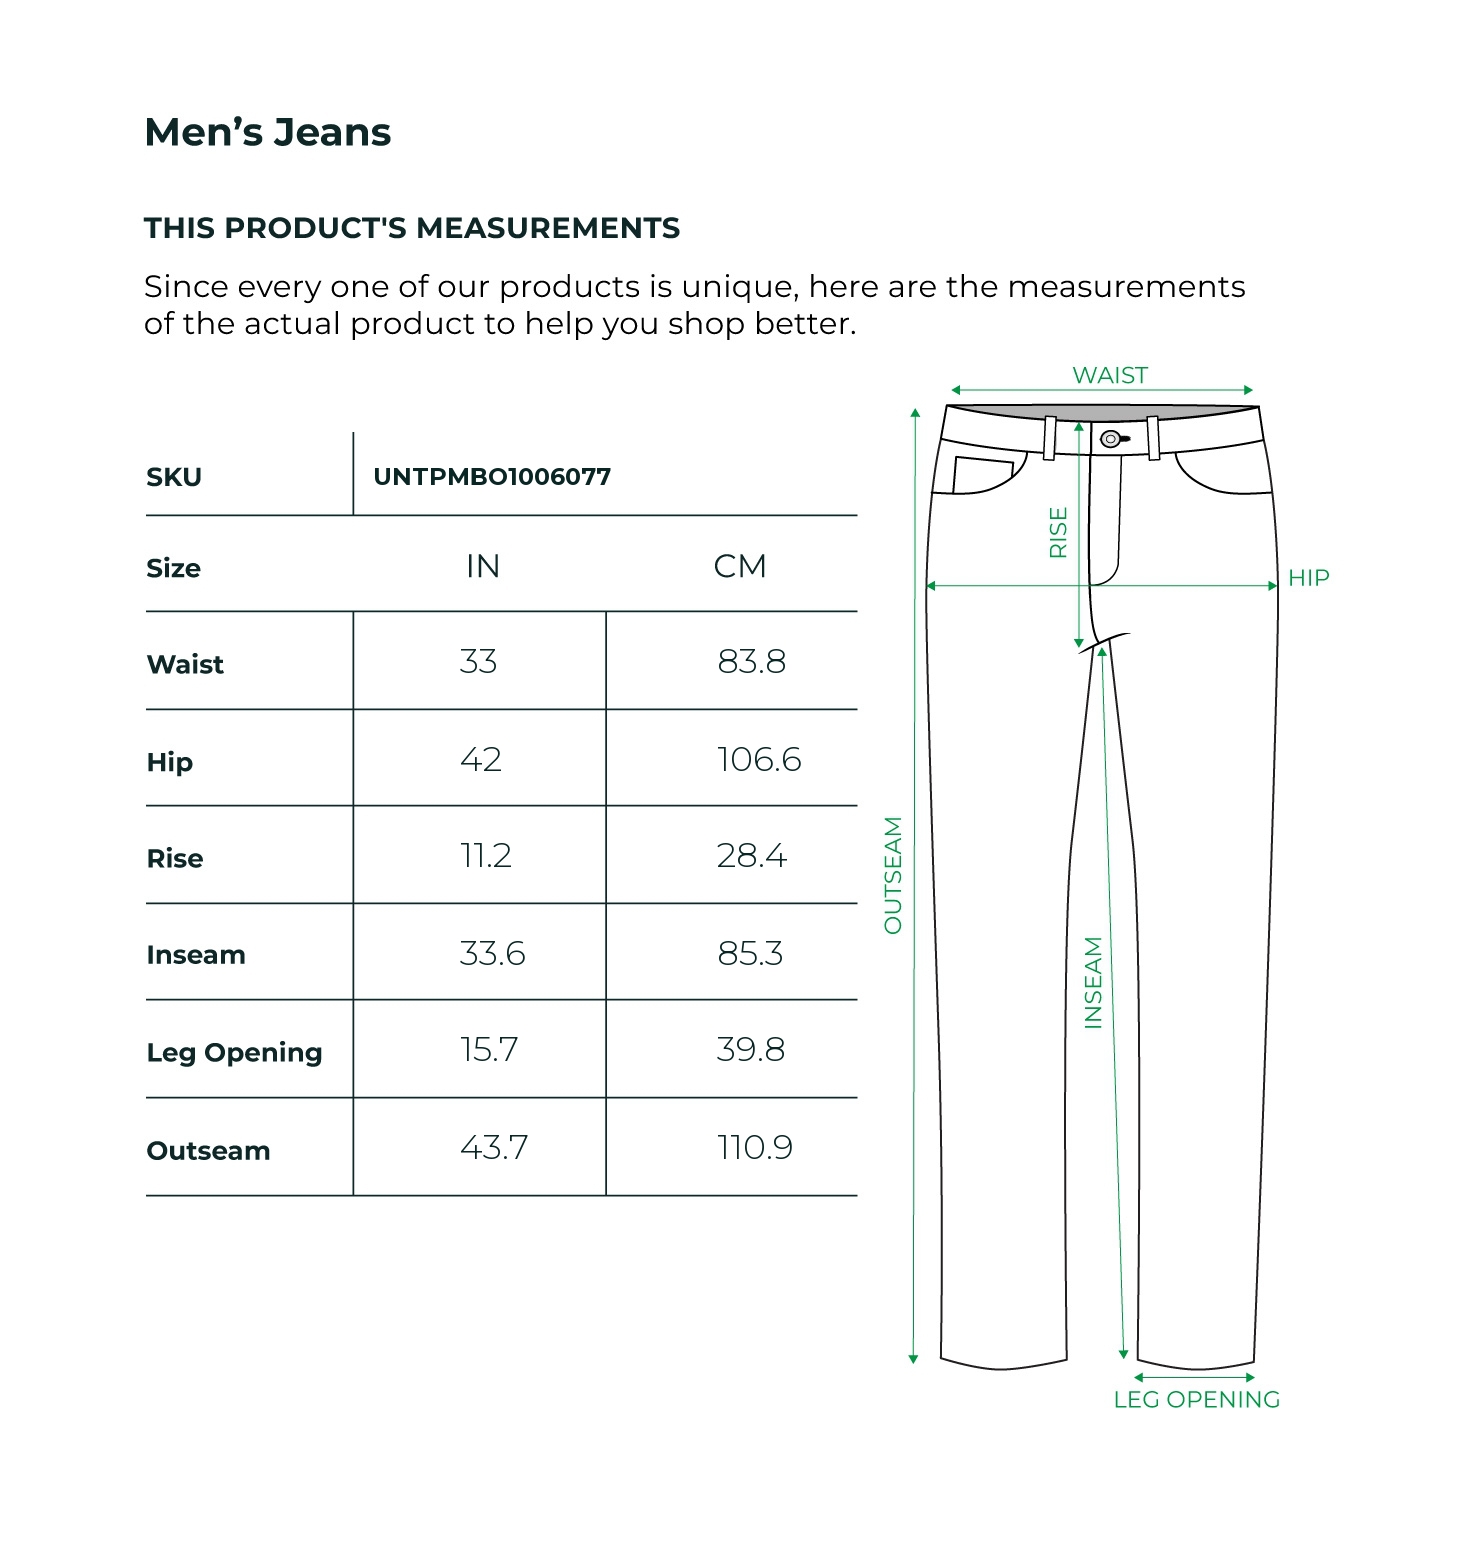 Men’s Jeans
THIS PRODUCT'S MEASUREMENTS
Since every one of our products is unique, here are the measurements
of the actual product to help you shop better.
SKU UNTPMBO1006077
Size IN CM
Waist 33 83.8
Hip 42 106.6
Rise 11.2 28.4
Inseam 33.6 85.3
Leg Opening 15.7 39.8
Outseam 43.7 110.9
WAIST
RISE
HIP
OUTSEAM
INSEAM
LEG OPENING